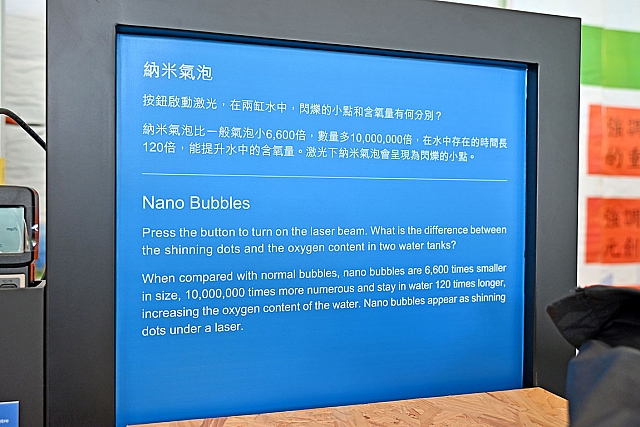 納米氣泡
按鈕啟動激光，在兩缸水中，閃爍的小點和含氧量有何分別？
納米氣泡比一般氣泡小6,600倍，數量多10,000,000倍，在水中存在的時間長
120倍，能提升水中的含氧量。激光下納米氣泡會呈現為閃爍的小點。
Nano Bubbles
Press the button to turn on the laser beam. What is the difference between
the shinning dots and the oxygen content in two water tanks?
When compared with normal bubbles, nano bubbles are 6,600 times smaller
in size, 10,000,000 times more numerous and stay in water 120 times longer,
increasing the oxygen content of the water. Nano bubbles appear as shinning
dots under a laser.